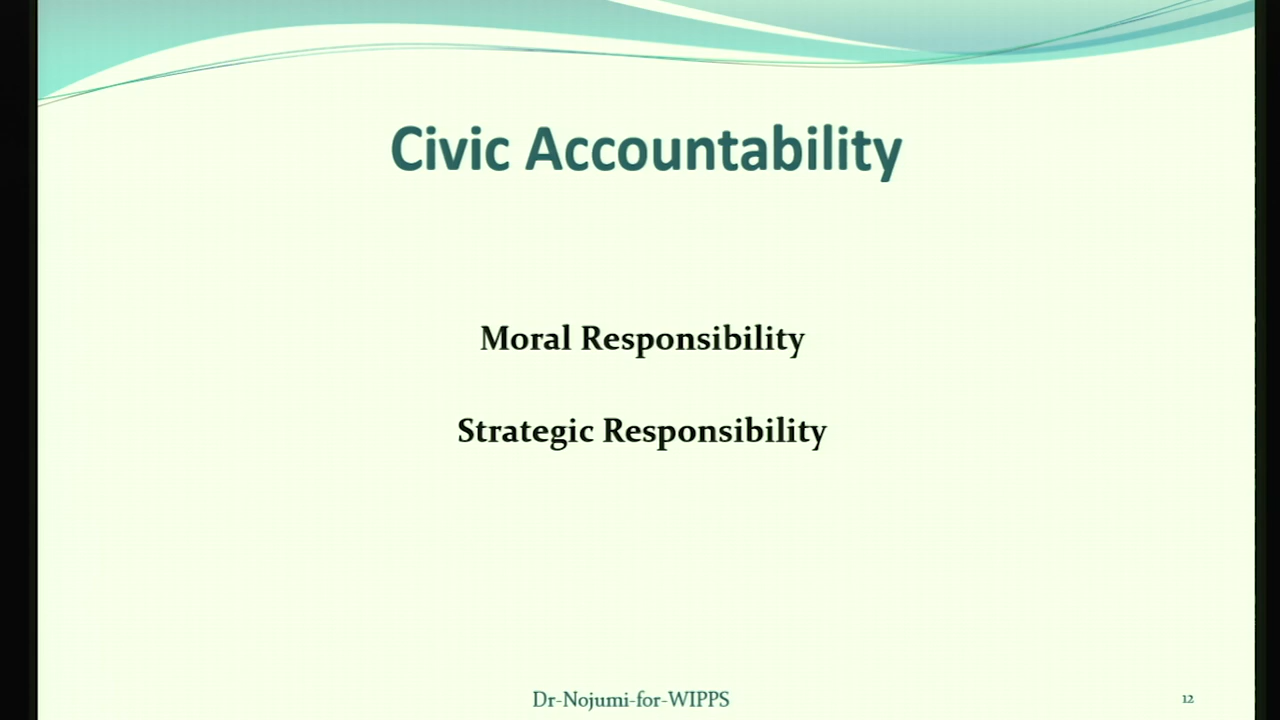 Civic Accountability
Moral Responsibility
Strategic Responsibility
Dr-Nojumi-for-WIPPS
12